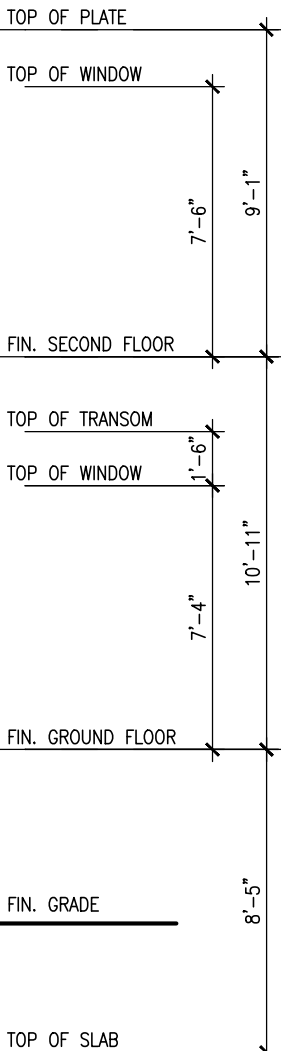 TOP OF PLATE
TOP OF WINDOW
7'-6"
9'-1"
FIN. SECOND FLOOR
TOP OF TRANSOM
1'-6"
TOP OF WINDOW
10'-11"
7'-4"
FIN. GROUND FLOOR
8'-5"
FIN. GRADE
TOP OF SLAB